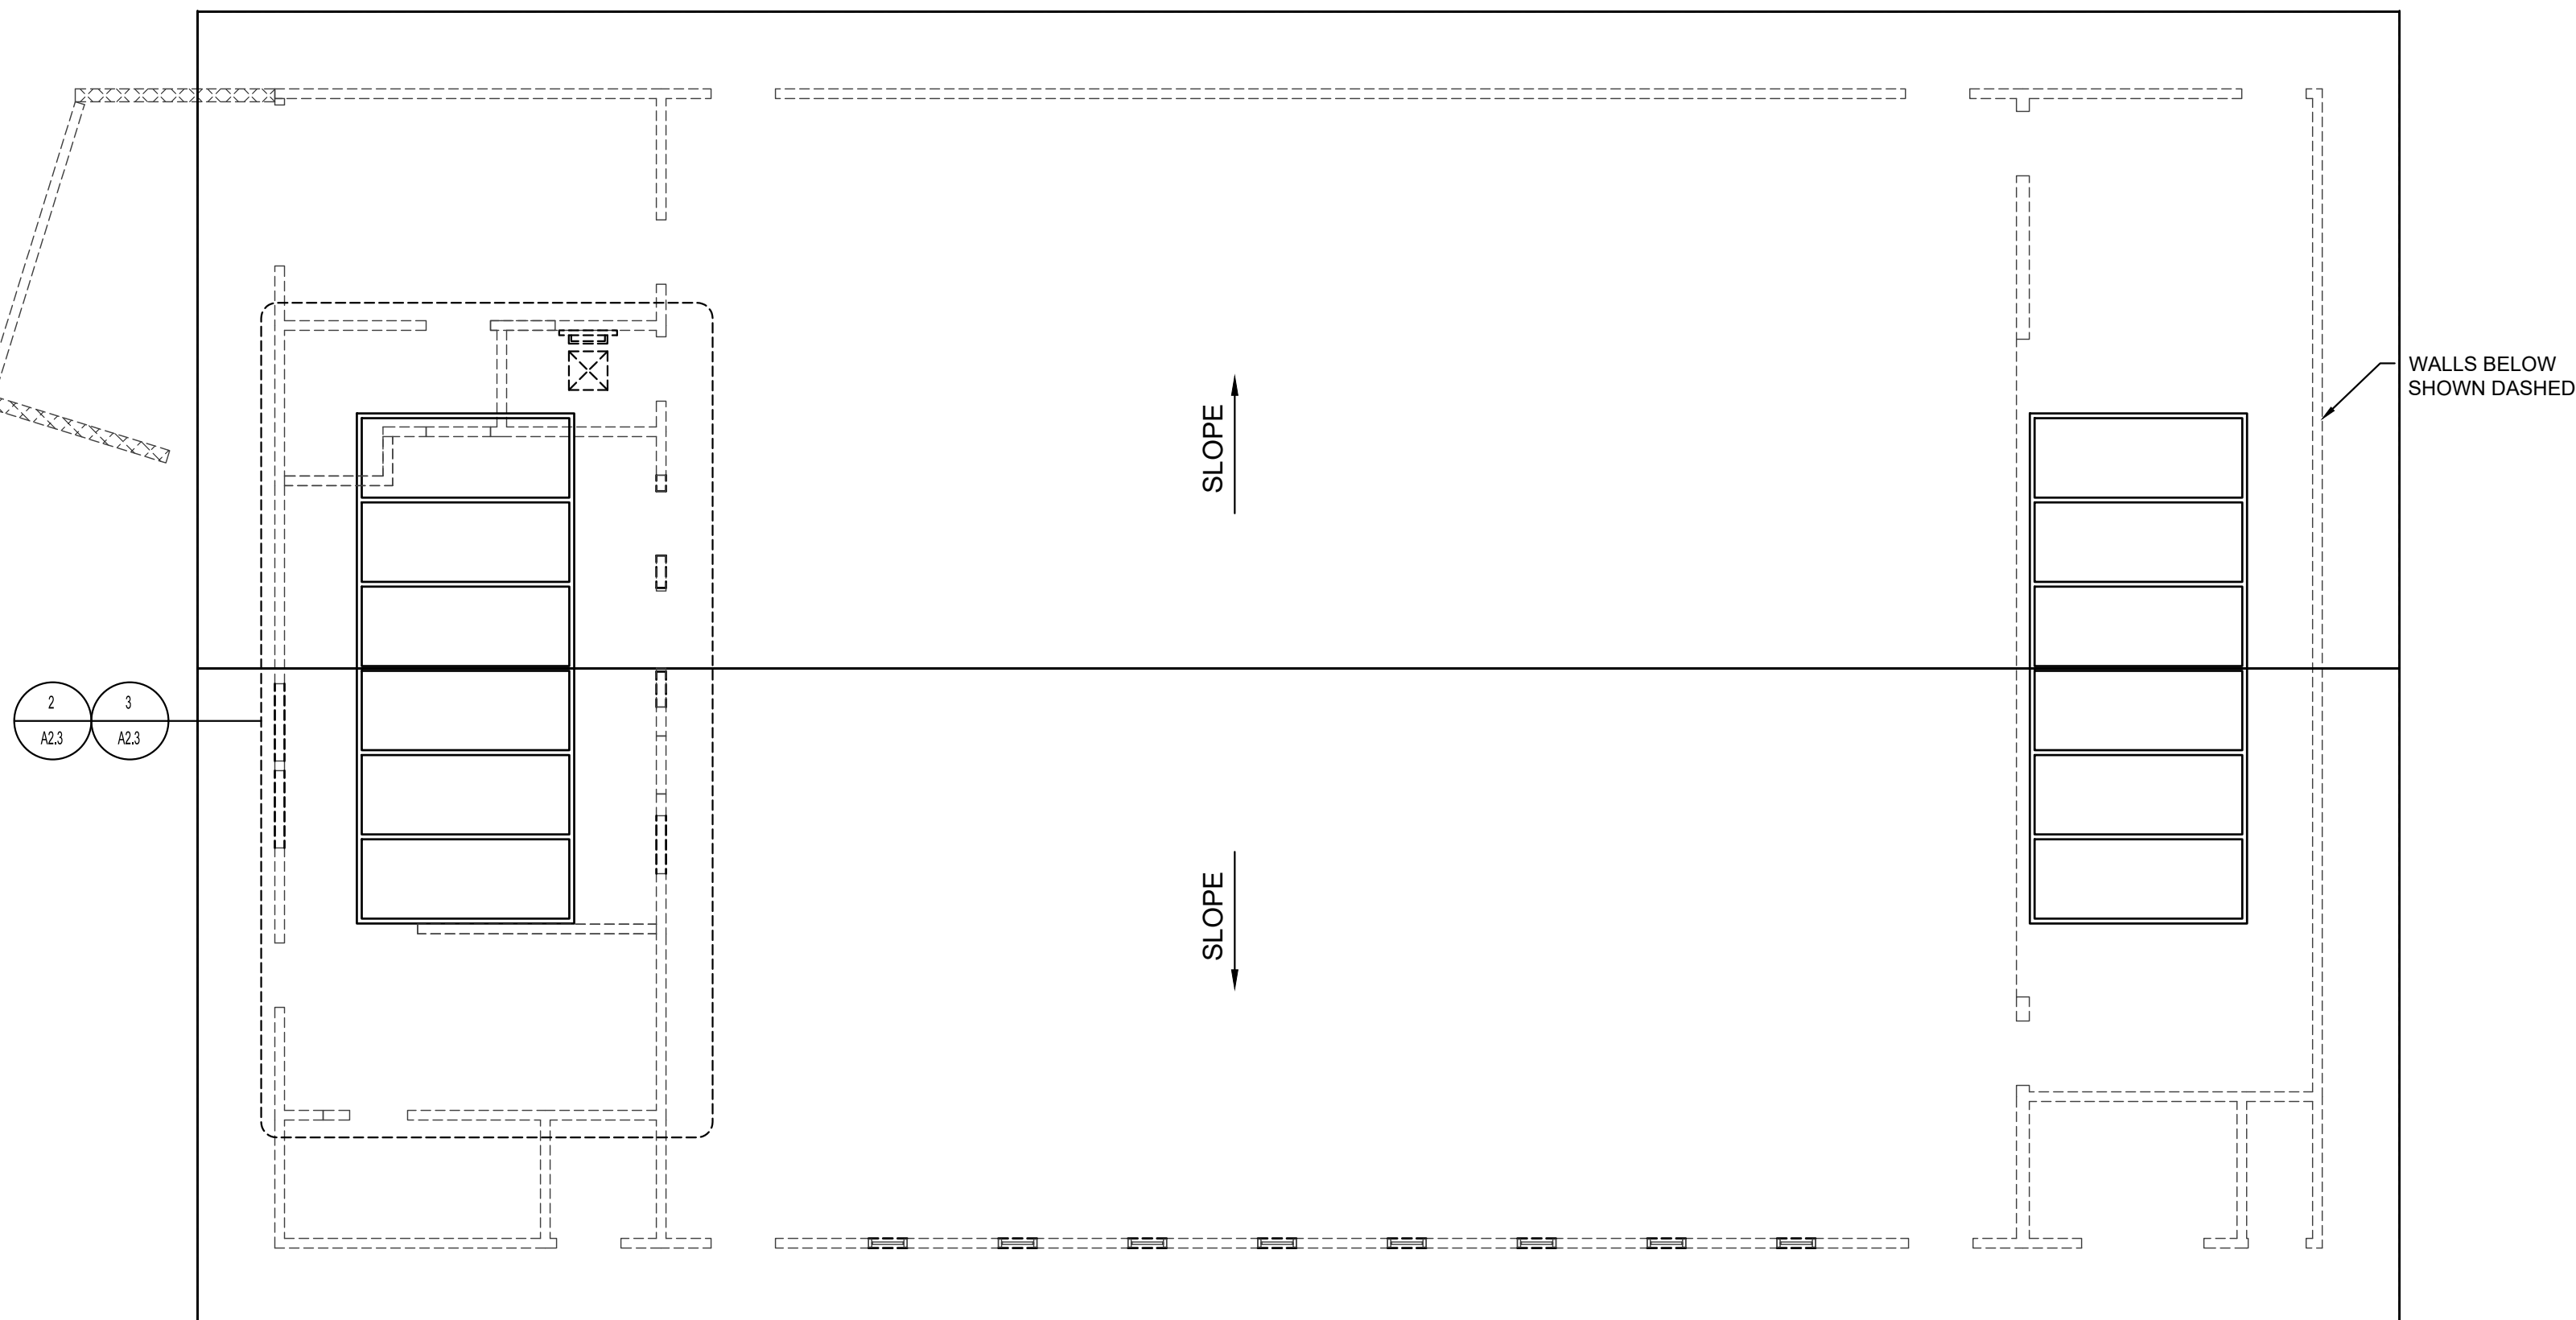 WALLS BELOW
SHOWN DASHED
SLOPE
2
3
A2.3
A2.3
SLOPE